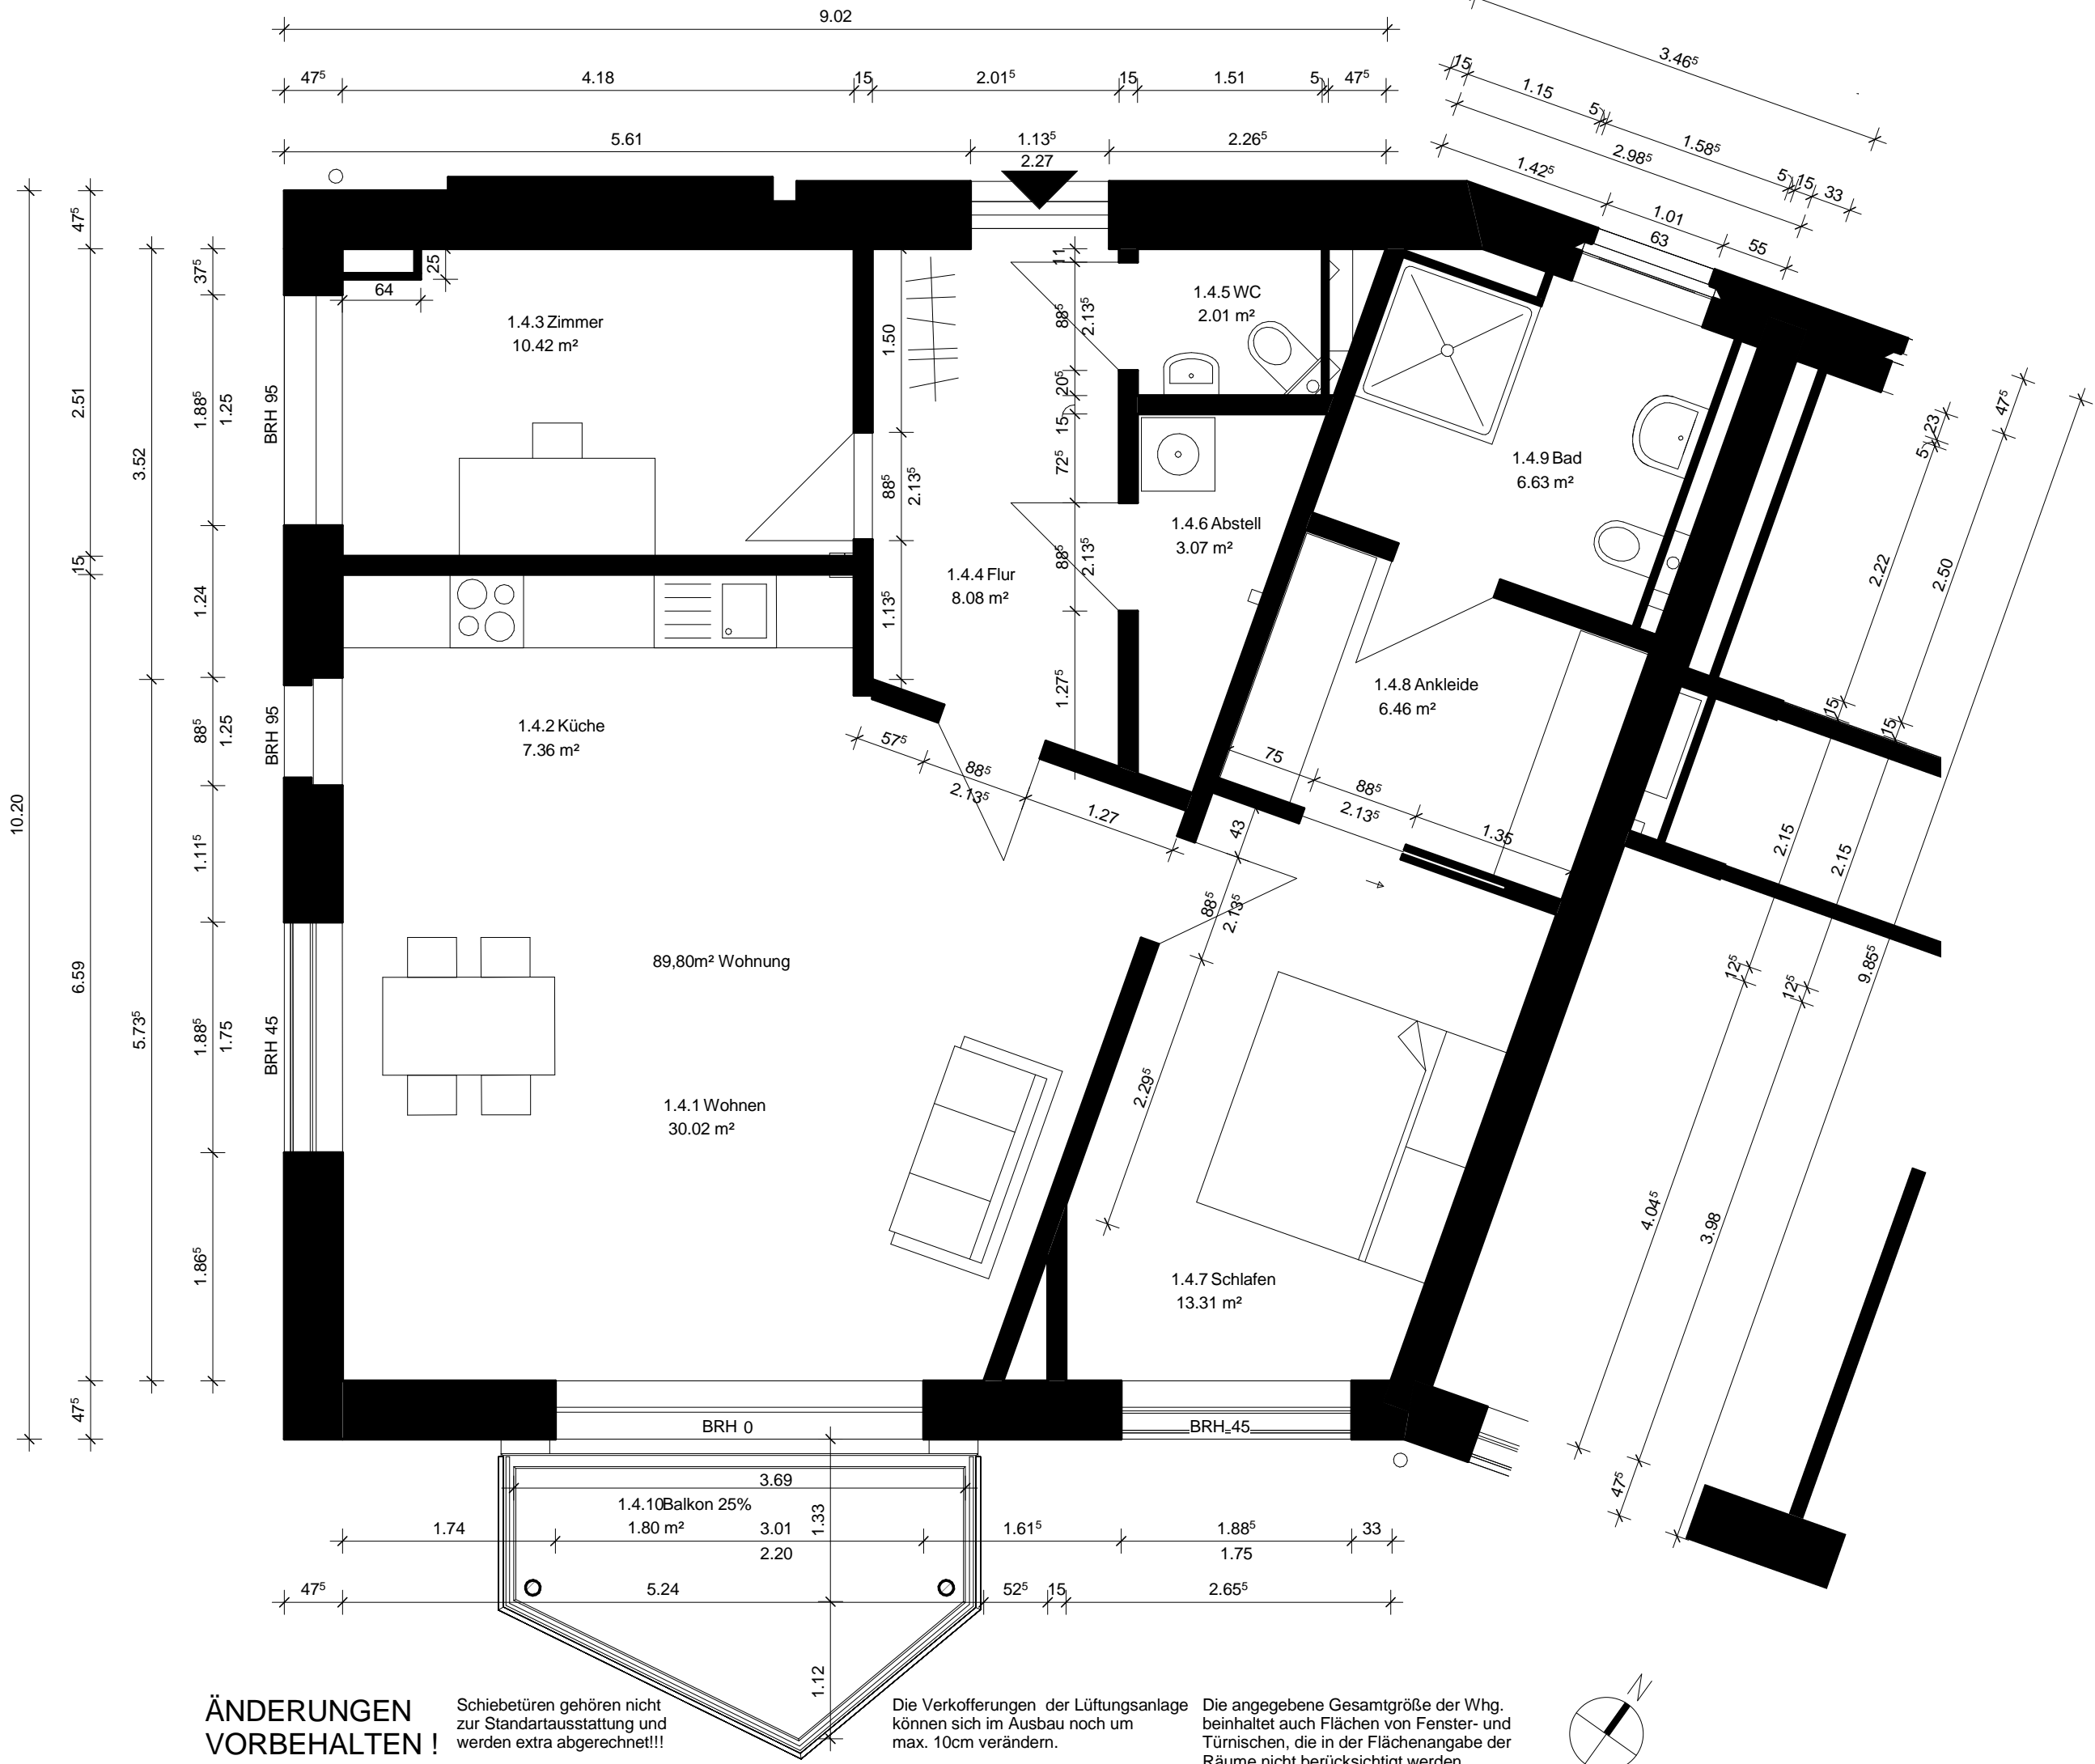 9.02
3.46⁵
47⁵ 4.18 15 2.01⁵ 15 1.51 5 47⁵
15 1.15 5 1.58⁵ 5 15 33
2.98⁵
5.61 1.13⁵ 2.26⁵
2.27
1.42⁵ 1.01 55
63
47⁵
37⁵
25
64
11
1.4.3 Zimmer
10.42 m²
1.4.5 WC
2.01 m²
88⁵
2.13⁵
1.50
20⁵
15
72⁵
2.51
3.52
1.88⁵
1.25
BRH 95
88⁵
2.13⁵
1.4.9 Bad
6.63 m²
23
5
47⁵
1.4.6 Abstell
3.07 m²
88⁵
2.13⁵
1.4.4 Flur
8.08 m²
15
1.24
1.13⁵
2.22
2.50
1.27⁵
1.4.8 Ankleide
6.46 m²
15
15
88⁵
1.25
BRH 95
1.4.2 Küche
7.36 m²
57⁵
88⁵
2.13⁵
1.27
75
88⁵
2.13⁵
1.35
43
10.20
1.11⁵
2.15
2.15
88⁵
2.13⁵
6.59
5.73⁵
89,80m² Wohnung
12⁵
12⁵
9.85⁵
1.88⁵
1.75
BRH 45
2.29⁵
1.4.1 Wohnen
30.02 m²
4.04⁵
3.98
1.86⁵
1.4.7 Schlafen
13.31 m²
47⁵
BRH 0
BRH 45
47⁵
3.69
1.4.10 Balkon 25%
1.80 m²
1.33
1.74 3.01 1.61⁵ 1.88⁵ 33
2.20 1.75
47⁵ 5.24 52⁵ 15 2.65⁵
1.12
N
ÄNDERUNGEN
VORBEHALTEN !
Schiebetüren gehören nicht
zur Standartausstattung und
werden extra abgerechnet!!!
Die Verkofferungen der Lüftungsanlage
können sich im Ausbau noch um
max. 10cm verändern.
Die angegebene Gesamtgröße der Whg.
beinhaltet auch Flächen von Fenster- und
Türnischen, die in der Flächenangabe der
Räume nicht berücksichtigt werden